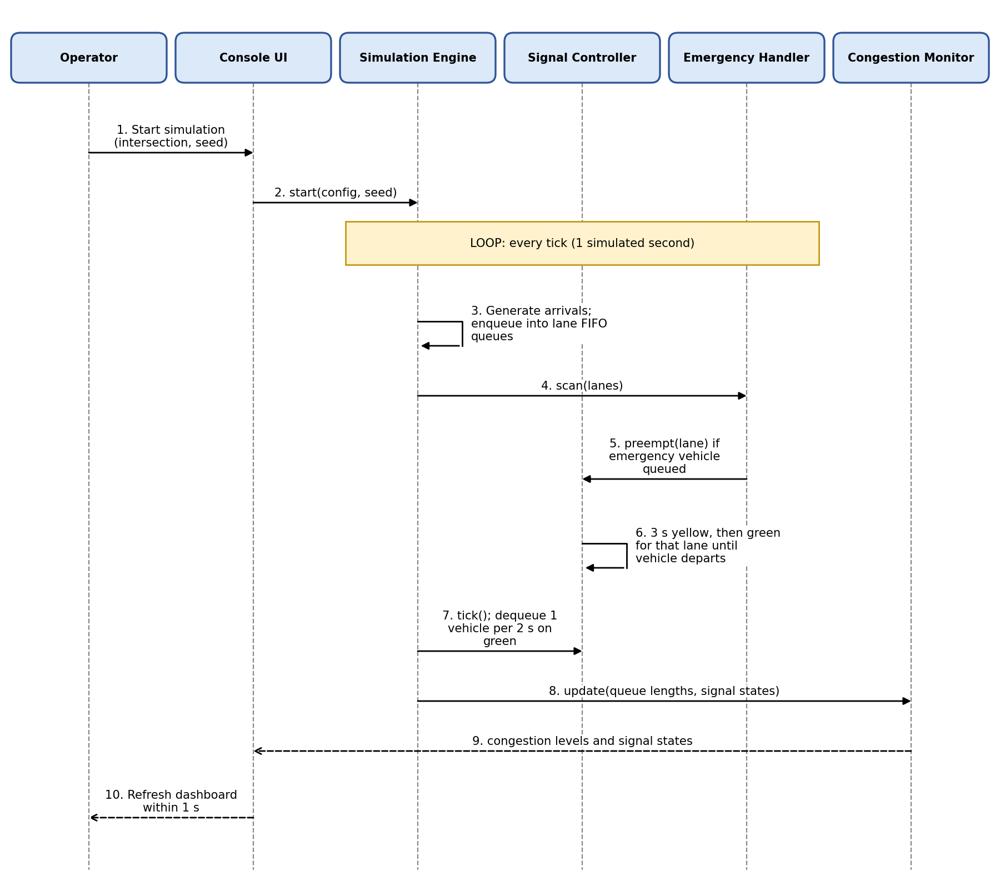 Operator
Console UI
Simulation Engine
Signal Controller
Emergency Handler
Congestion Monitor
1. Start simulation
(intersection, seed)
2. start(config, seed)
LOOP: every tick (1 simulated second)
3. Generate arrivals;
enqueue into lane FIFO
queues
4. scan(lanes)
5. preempt(lane) if
emergency vehicle
queued
6. 3 s yellow, then green
for that lane until
vehicle departs
7. tick(); dequeue 1
vehicle per 2 s on
green
8. update(queue lengths, signal states)
9. congestion levels and signal states
10. Refresh dashboard
within 1 s